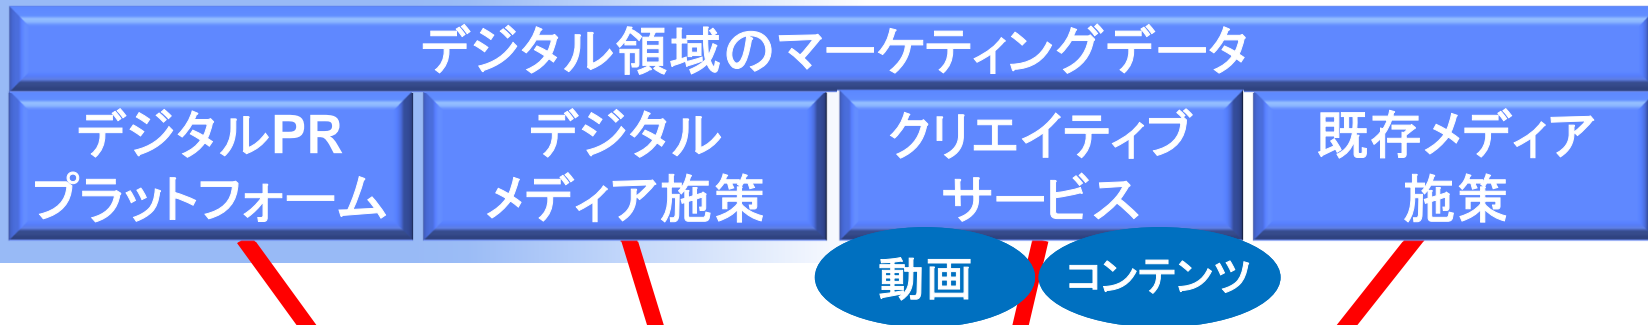 デジタル領域のマーケティングデータ
デジタルPR
プラットフォーム
デジタル
メディア施策
クリエイティブ
サービス
既存メディア
施策
動画
コンテンツ